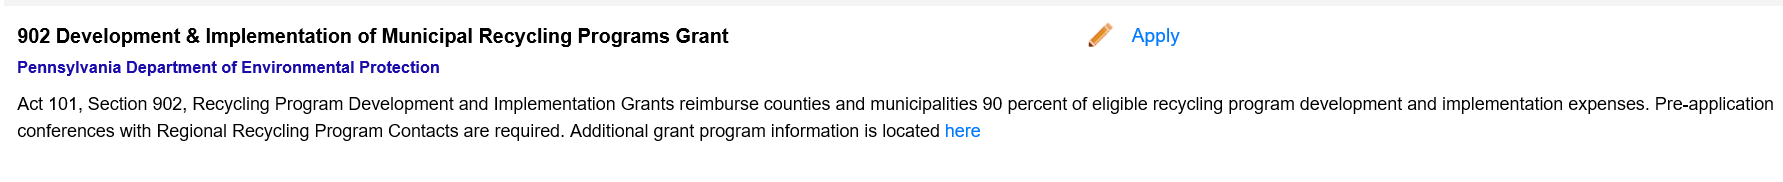 902 Development & Implementation of Municipal Recycling Programs Grant Apply
Pennsylvania Department of Environmental Protection
Act 101, Section 902, Recycling Program Development and Implementation Grants reimburse counties and municipalities 90 percent of eligible recycling program development and implementation expenses. Pre-application
conferences with Regional Recycling Program Contacts are required. Additional grant program information is located here